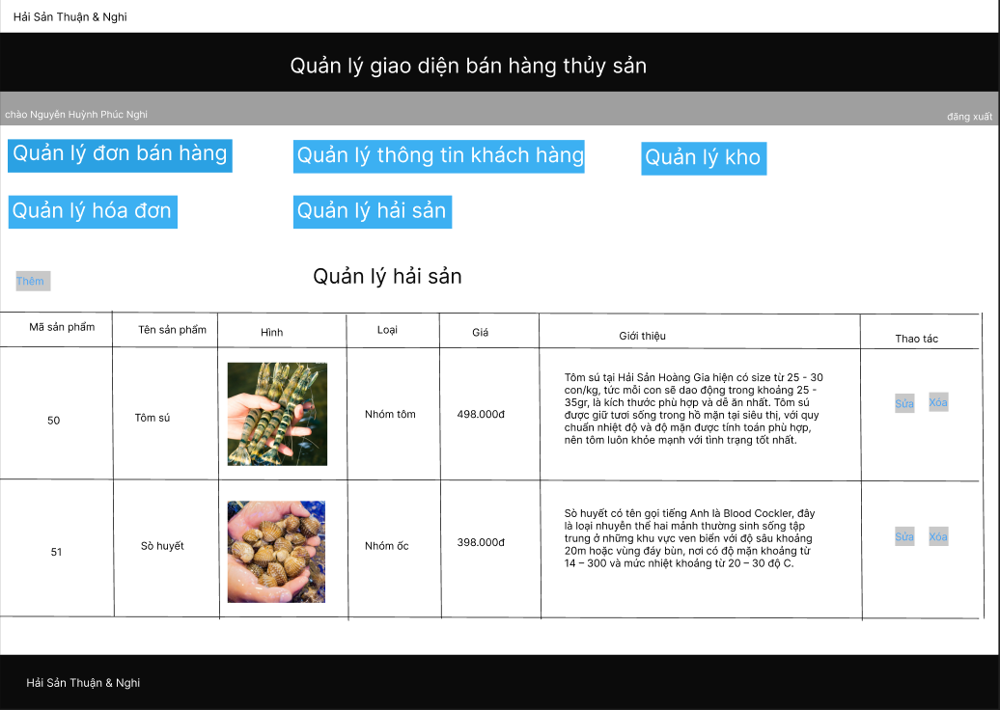 Hải Sản Thuận & Nghi
Quản lý giao diện bán hàng thủy sản
chào Nguyên Huỳnh Phúc Nghi
đăng xuất
Quản lý đơn bán hàng
Quản lý thông tin khách hàng
Quản lý kho
Quản lý hóa đơn
Quản lý hải sản
Thêm
Quản lý hải sản
Mã sản phẩm
Tên sản phẩm
Hình
Loại
Giá
Giới thiệu
Thao tác
50
Tôm sú
Nhóm tôm
498.000đ
Tôm sú tại Hải Sản Hoàng Gia hiện có size từ 25 - 30
con/kg, tức mỗi con sẽ dao động trong khoảng 25 -
35gr, là kích thước phù hợp và dễ ăn nhất. Tôm sú
được giữ tươi sống trong hồ mặn tại siêu thị, với quy
chuẩn nhiệt độ và độ mặn được tính toán phù hợp,
nên tôm luôn khỏe mạnh với tình trạng tốt nhất.
Sửa
Xóa
51
Sò huyết
Nhóm ốc
398.000đ
Sò huyết có tên gọi tiếng Anh là Blood Cockler, đây
là loại nhuyễn thể hai mảnh thường sinh sống tập
trung ở những khu vực ven biển với độ sâu khoảng
20m hoặc vùng đáy bùn, nơi có độ mặn khoảng từ
14 – 300 và mức nhiệt khoảng từ 20 – 30 độ C.
Sửa
Xóa
Hải Sản Thuận & Nghi